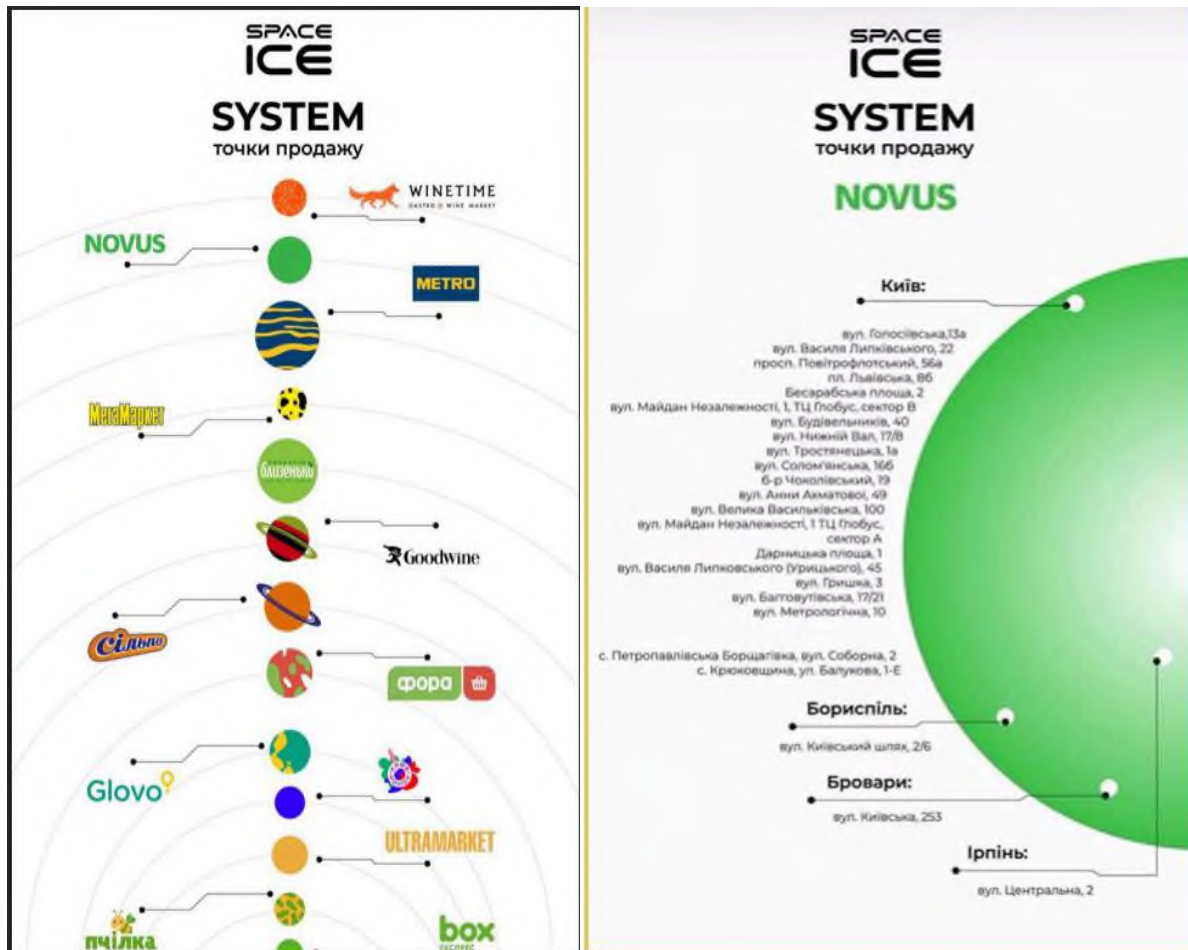 SPACE
ICE
SYSTEM
точки продажу
WINETIME
GASTRO & WINE MARKET
NOVUS
METRO
МегаМаркет
близенько
GOODWINE
Сільпо
фора
Glovo
ULTRAMARKET
пчілка
box
експрес
SPACE
ICE
SYSTEM
точки продажу
NOVUS
Київ:
вул. Голосіївська,13а
вул. Василя Липківського, 22
просп. Повітрофлотський, 56а
пл. Львівська, 8б
Бесарабська площа, 2
вул. Майдан Незалежності, 1, ТЦ Глобус, сектор В
вул. Будівельників, 40
вул. Нижній Вал, 17/8
вул. Тростянецька, 1а
вул. Солом'янська, 16б
б-р Чоколівський, 19
вул. Анни Ахматової, 49
вул. Велика Васильківська, 100
вул. Майдан Незалежності, 1 ТЦ Глобус,
сектор А
Дарницька площа, 1
вул. Василя Липковського (Урицького), 45
вул. Гришка, 3
вул. Багговутівська, 17/21
вул. Метрологічна, 10
с. Петропавлівська Борщагівка, вул. Соборна, 2
с. Крюковщина, ул. Балукова, 1-Е
Бориспіль:
вул. Київський шлях, 2/6
Бровари:
вул. Київська, 253
Ірпінь:
вул. Центральна, 2